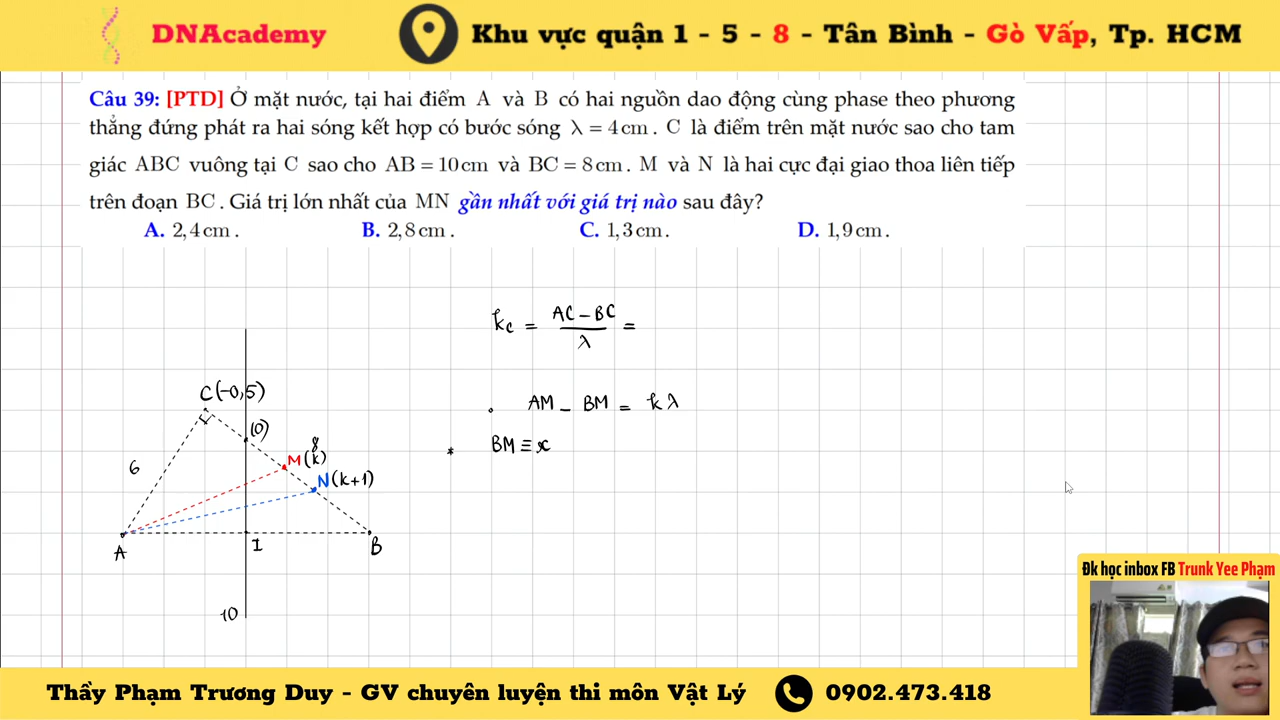 DNAcademy
Khu vực quận 1 - 5 - 8 - Tân Bình - Gò Vấp, Tp. HCM
Câu 39: [PTD] Ở mặt nước, tại hai điểm A và B có hai nguồn dao động cùng phase theo phương
thẳng đứng phát ra hai sóng kết hợp có bước sóng λ = 4 cm. C là điểm trên mặt nước sao cho tam
giác ABC vuông tại C sao cho AB = 10 cm và BC = 8 cm. M và N là hai cực đại giao thoa liên tiếp
trên đoạn BC. Giá trị lớn nhất của MN gần nhất với giá trị nào sau đây?
A. 2,4 cm. B. 2,8 cm. C. 1,3 cm. D. 1,9 cm.
k_C = (AC - BC)/λ =
AM - BM = kλ
* BM ≡ x
C(-0,5)
(0)
8
M(k)
6
N(k+1)
A
I
B
10
Đk học inbox FB Trunk Yee Phạm
Thầy Phạm Trương Duy - GV chuyên luyện thi môn Vật Lý 0902.473.418